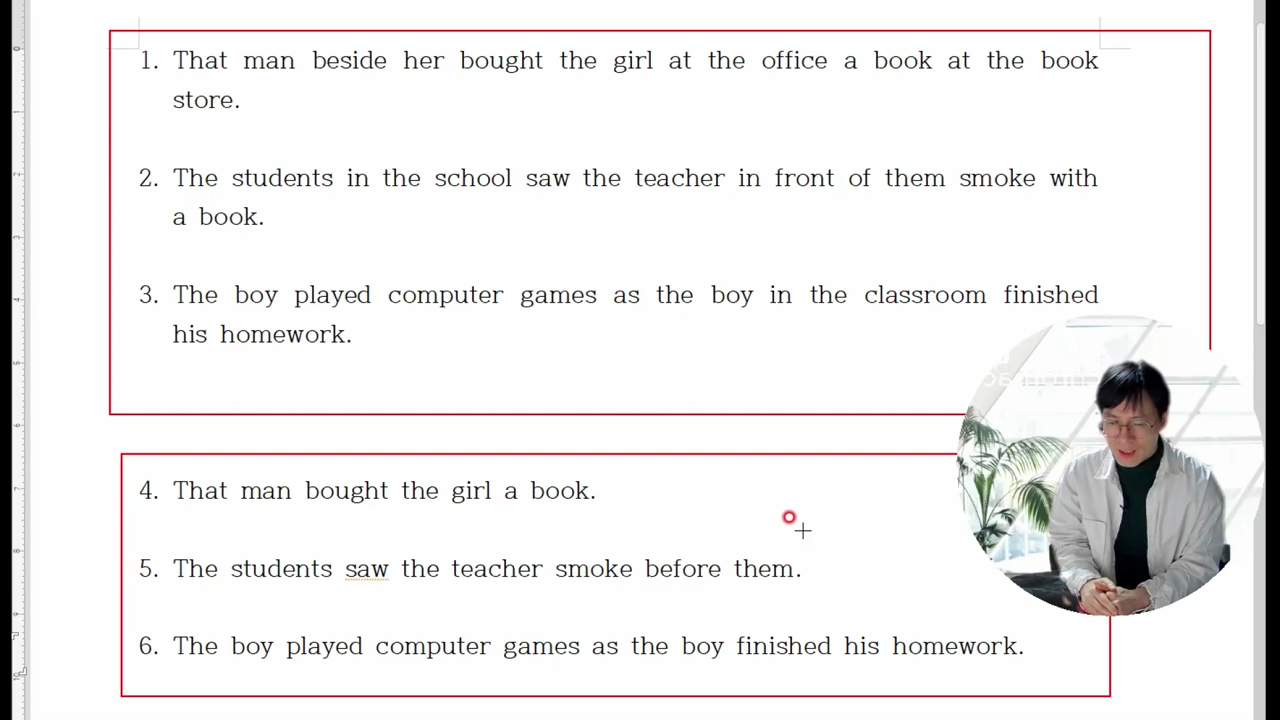 1. That man beside her bought the girl at the office a book at the book
store.
2. The students in the school saw the teacher in front of them smoke with
a book.
3. The boy played computer games as the boy in the classroom finished
his homework.
4. That man bought the girl a book.
5. The students saw the teacher smoke before them.
6. The boy played computer games as the boy finished his homework.